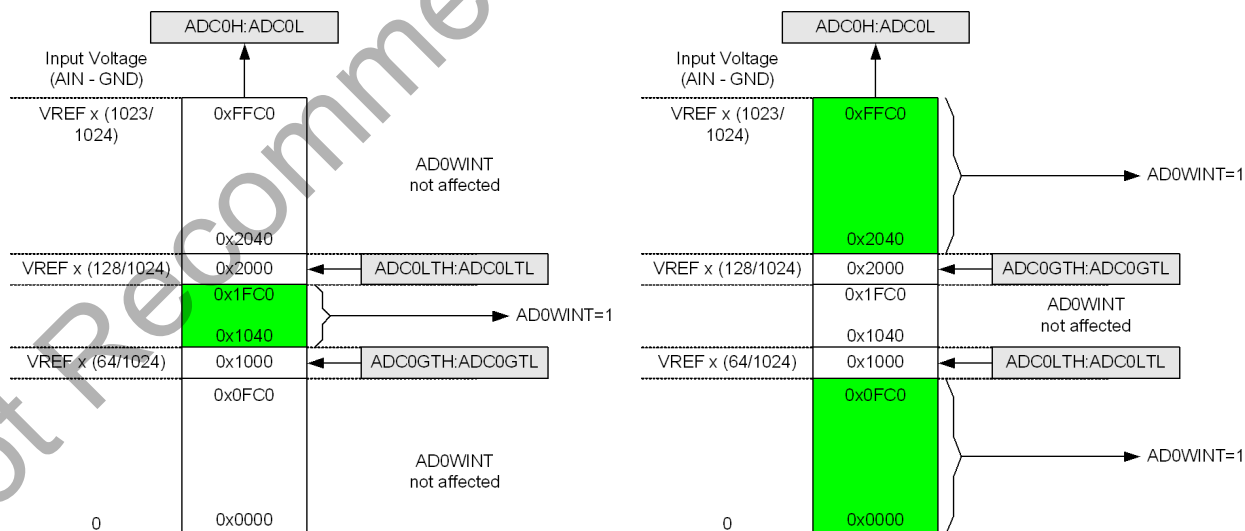 ADC0H:ADC0L
Input Voltage
(AIN - GND)
VREF x (1023/
1024)
0xFFC0
AD0WINT
not affected
0x2040
VREF x (128/1024)
0x2000
ADC0LTH:ADC0LTL
0x1FC0
AD0WINT=1
0x1040
VREF x (64/1024)
0x1000
ADC0GTH:ADC0GTL
0x0FC0
AD0WINT
not affected
0x0000
0
ADC0H:ADC0L
Input Voltage
(AIN - GND)
VREF x (1023/
1024)
0xFFC0
AD0WINT=1
0x2040
VREF x (128/1024)
0x2000
ADC0GTH:ADC0GTL
0x1FC0
AD0WINT
not affected
0x1040
VREF x (64/1024)
0x1000
ADC0LTH:ADC0LTL
0x0FC0
AD0WINT=1
0x0000
0
ot Recomme